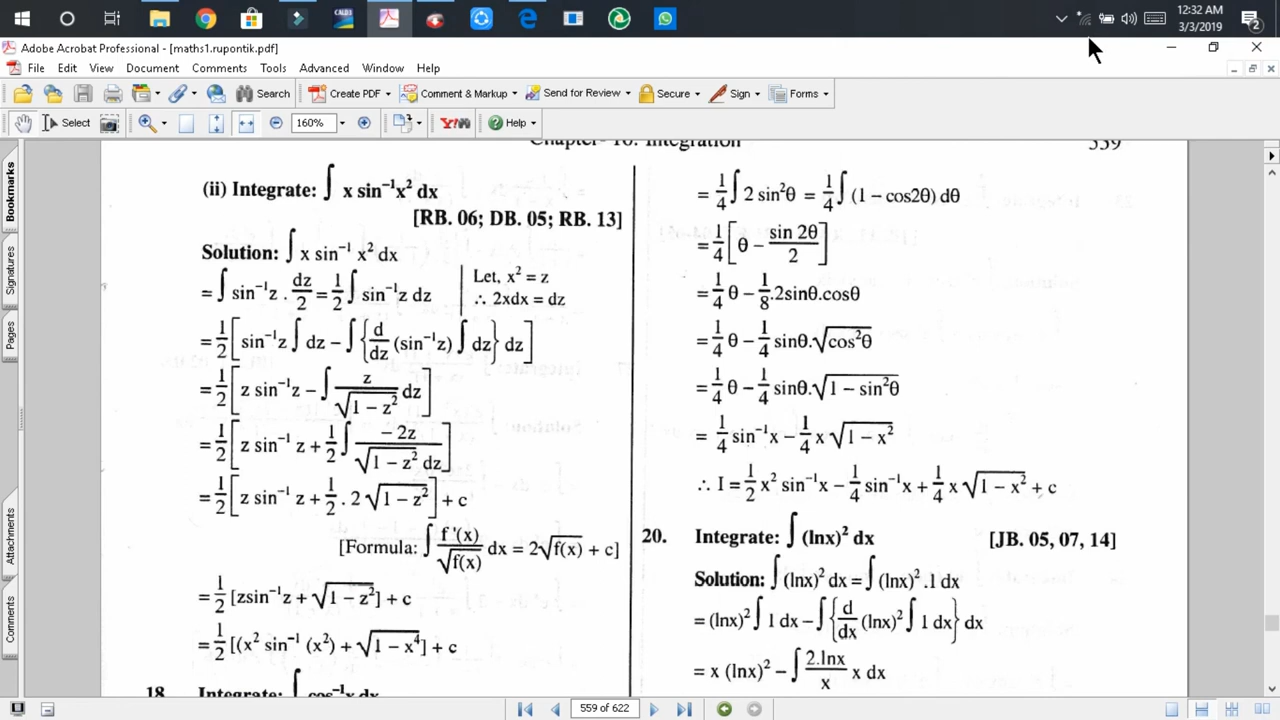 12:32 AM
3/3/2019
2
Adobe Acrobat Professional - [maths1.rupontik.pdf]
File Edit View Document Comments Tools Advanced Window Help
Search Create PDF Comment & Markup Send for Review Secure Sign Forms
Select 160% Y! Help
Bookmarks
Signatures
Pages
Attachments
Comments
Chapter- 10: Integration 559
(ii) Integrate: ∫ x sin⁻¹x² dx
[RB. 06; DB. 05; RB. 13]
Solution: ∫ x sin⁻¹ x² dx
= ∫ sin⁻¹z . dz/2 = 1/2 ∫ sin⁻¹z dz
Let, x² = z
∴ 2xdx = dz
= 1/2 [ sin⁻¹z ∫ dz – ∫ { d/dz (sin⁻¹z) ∫ dz} dz ]
= 1/2 [ z sin⁻¹z – ∫ z/√(1 – z²) dz ]
= 1/2 [ z sin⁻¹ z + 1/2 ∫ –2z/(√(1 – z²) dz) ]
= 1/2 [ z sin⁻¹ z + 1/2 . 2 √(1 – z²) ] + c
[Formula: ∫ f '(x)/√f(x) dx = 2√f(x) + c]
= 1/2 [zsin⁻¹z + √(1 – z²)] + c
= 1/2 [(x² sin⁻¹ (x²) + √(1 – x⁴)] + c
18 Integrate: ∫ cos⁻¹x dx
= 1/4 ∫ 2 sin²θ = 1/4 ∫ (1 – cos2θ) dθ
= 1/4 [ θ – sin 2θ/2 ]
= 1/4 θ – 1/8 .2sinθ.cosθ
= 1/4 θ – 1/4 sinθ.√cos²θ
= 1/4 θ – 1/4 sinθ.√(1 – sin²θ)
= 1/4 sin⁻¹x – 1/4 x √(1 – x²)
∴ I = 1/2 x² sin⁻¹x – 1/4 sin⁻¹x + 1/4 x √(1 – x²) + c
20. Integrate: ∫ (lnx)² dx [JB. 05, 07, 14]
Solution: ∫ (lnx)² dx = ∫ (lnx)² .1 dx
= (lnx)² ∫ 1 dx – ∫ { d/dx (lnx)² ∫ 1 dx} dx
= x (lnx)² – ∫ 2.lnx/x x dx
559 of 622